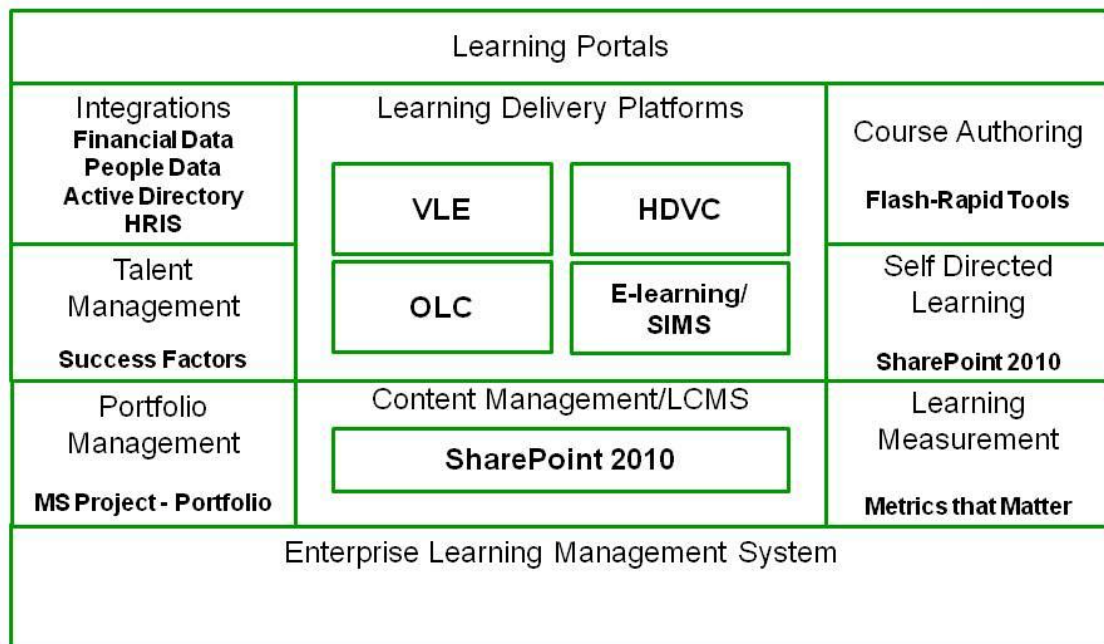 Learning Portals
Integrations
Financial Data
People Data
Active Directory
HRIS
Learning Delivery Platforms
VLE
HDVC
OLC
E-learning/
SIMS
Course Authoring
Flash-Rapid Tools
Talent
Management
Success Factors
Self Directed
Learning
SharePoint 2010
Portfolio
Management
MS Project - Portfolio
Content Management/LCMS
SharePoint 2010
Learning
Measurement
Metrics that Matter
Enterprise Learning Management System